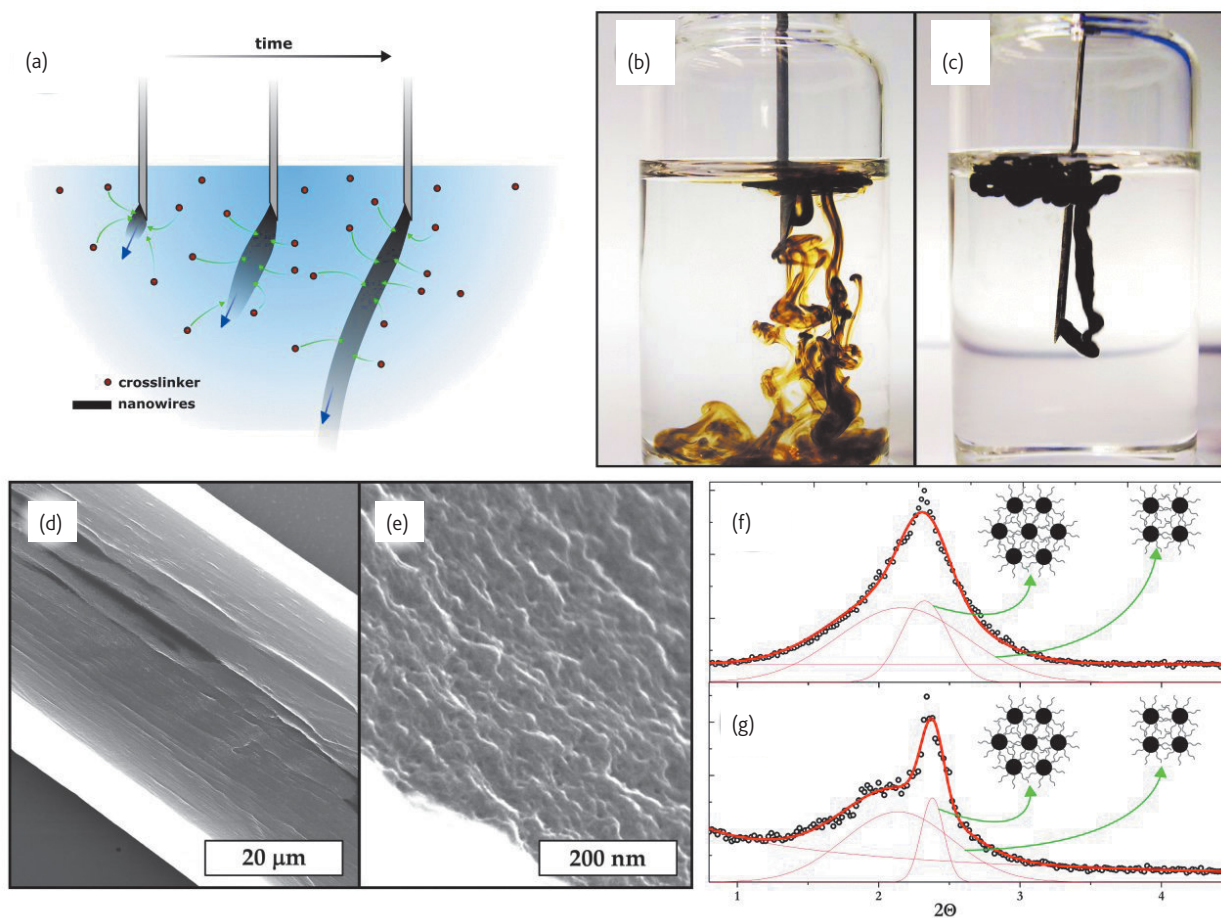 (a)
time
crosslinker
nanowires
(b)
(c)
(d)
20 μm
(e)
200 nm
(f)
(g)
1
2
3
4
2Θ